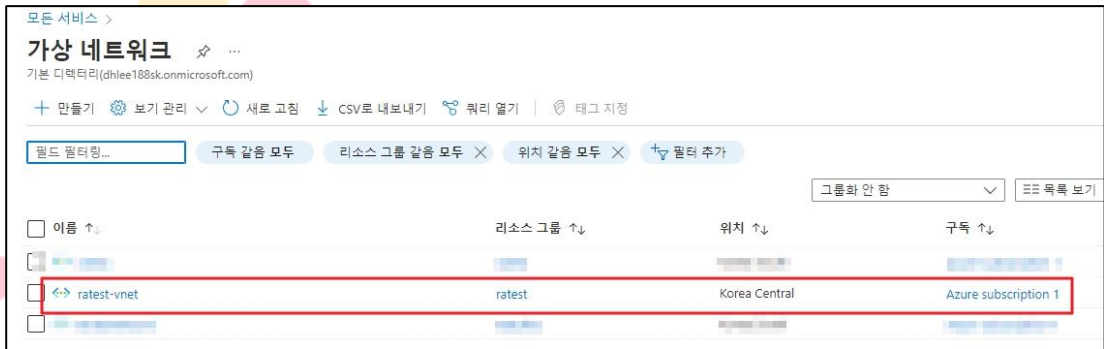 모든 서비스 >
가상 네트워크 ...
기본 디렉터리(dhlee188sk.onmicrosoft.com)
만들기 보기 관리 새로 고침 CSV로 내보내기 쿼리 열기 태그 지정
필드 필터링... 구독 같음 모두 리소스 그룹 같음 모두 위치 같음 모두 필터 추가
그룹화 안 함 목록 보기
이름 리소스 그룹 위치 구독
ratest-vnet ratest Korea Central Azure subscription 1